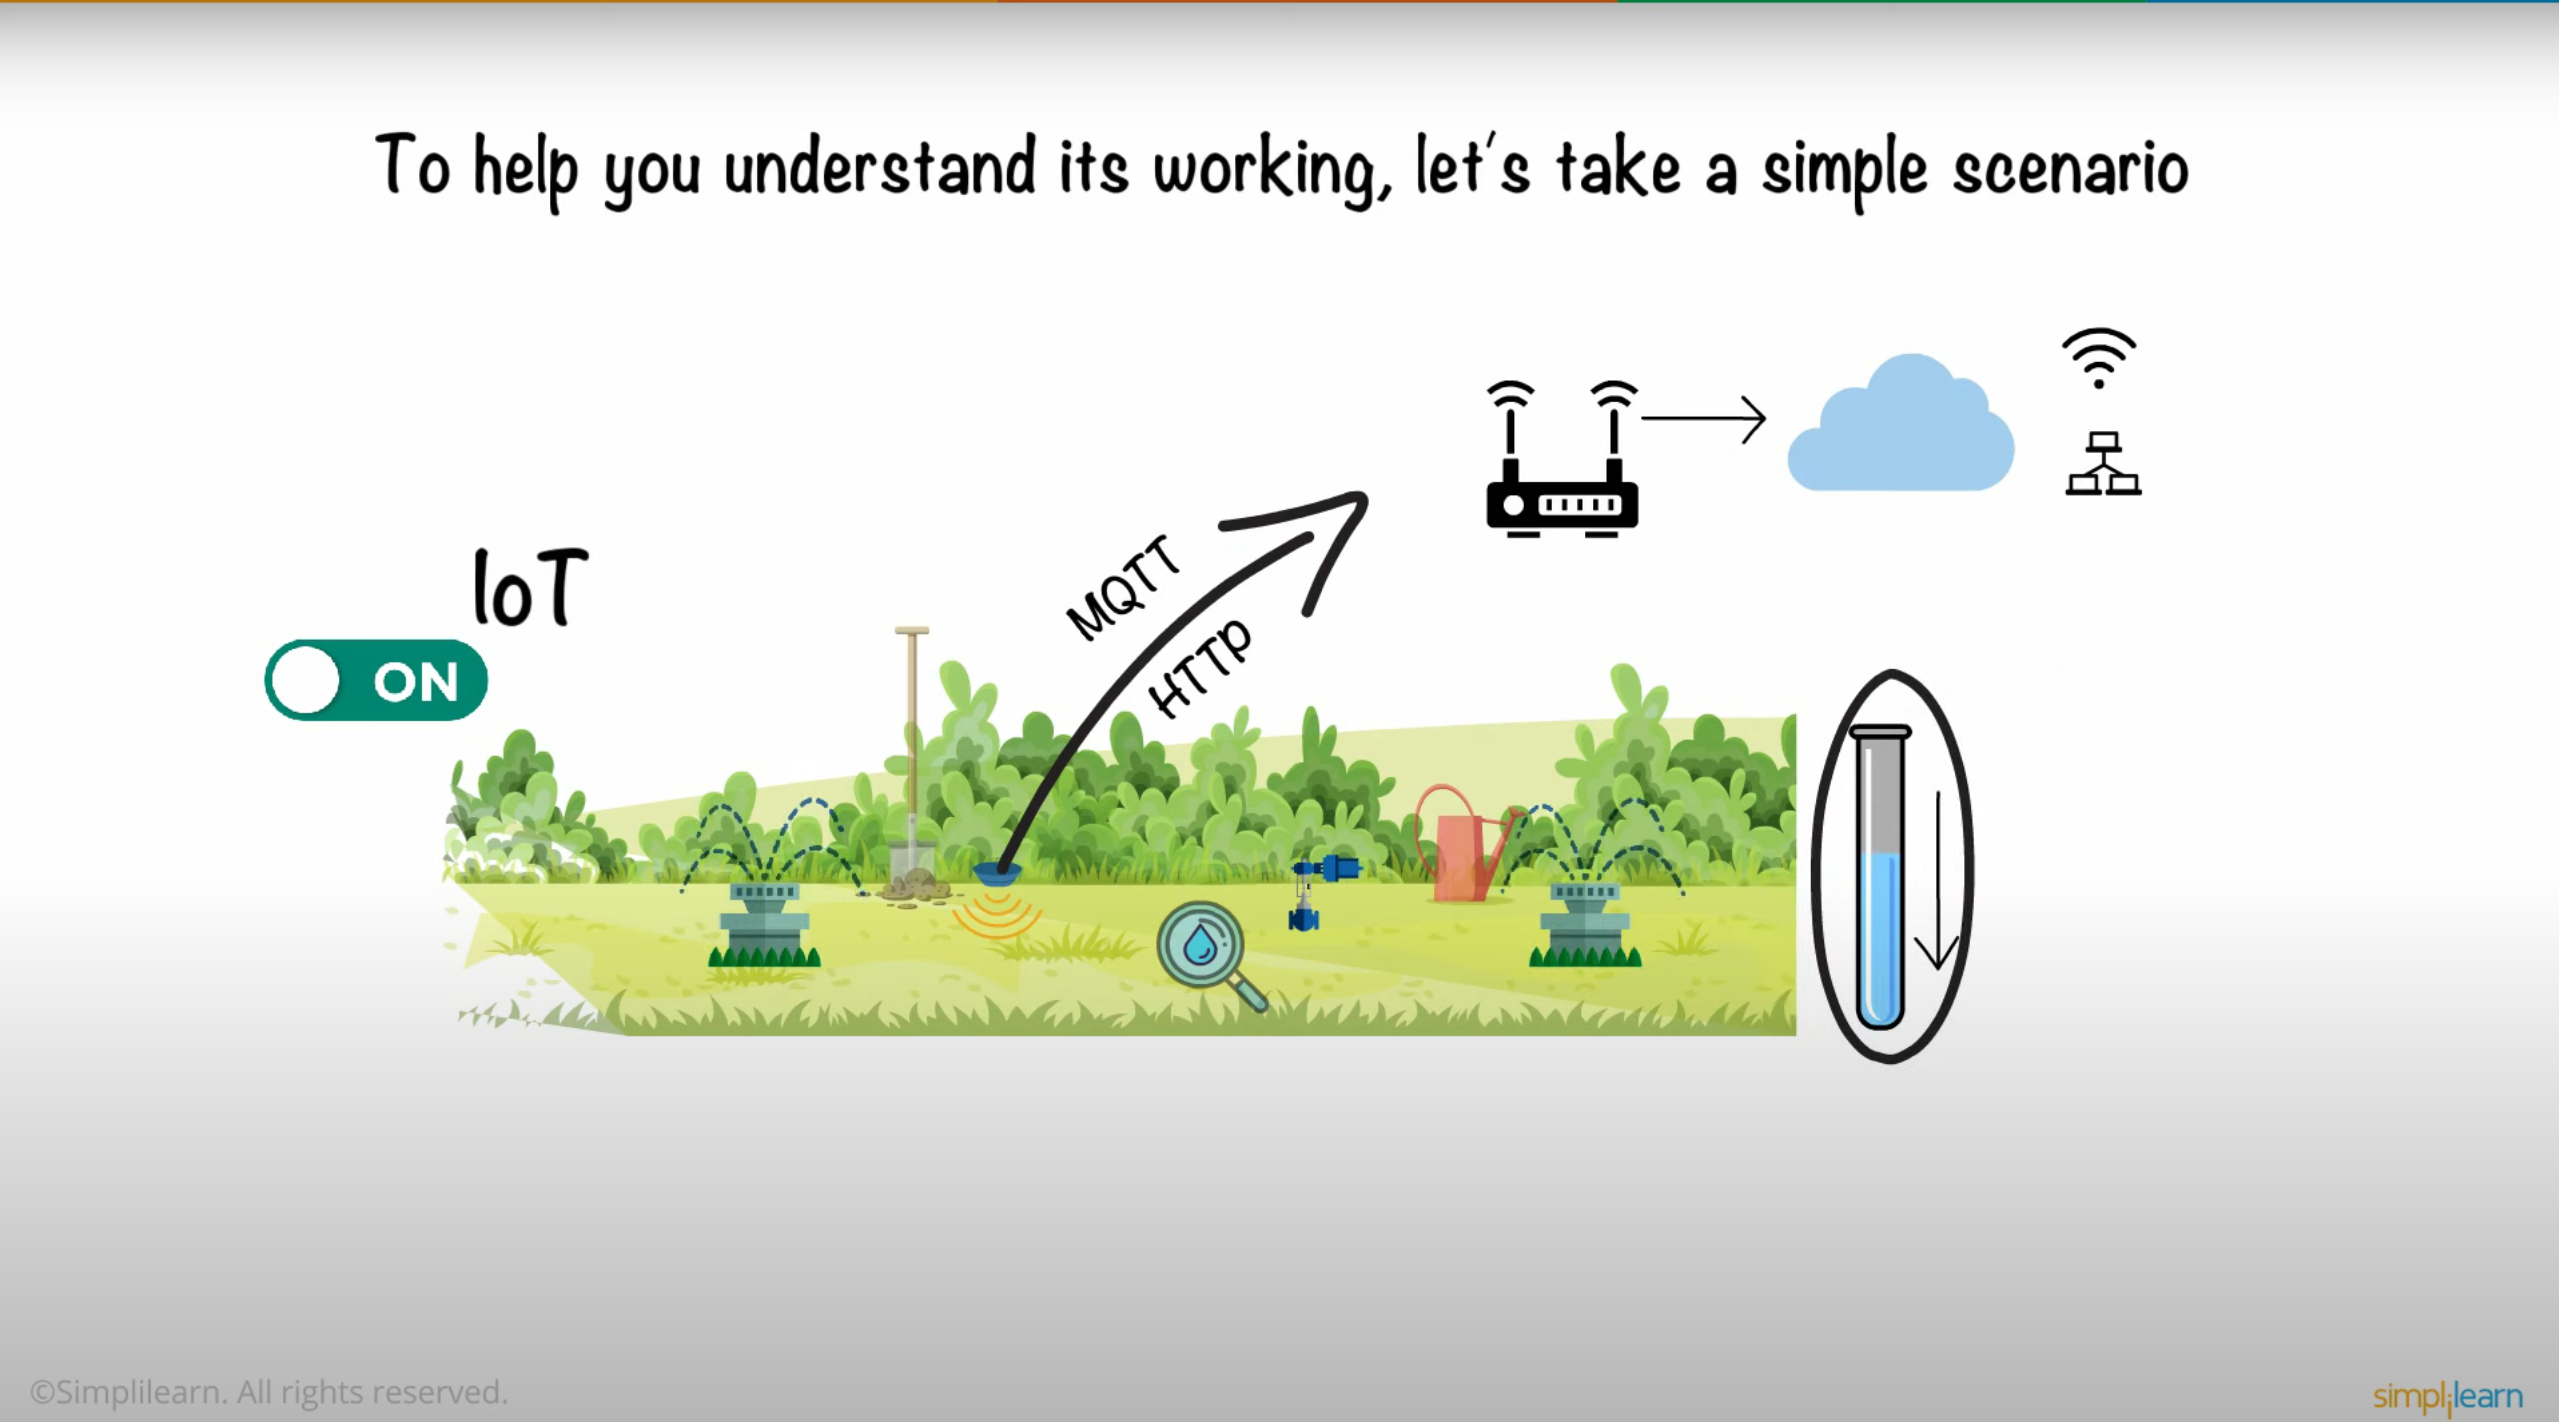 To help you understand its working, let's take a simple scenario
IoT
ON
MQTT
HTTP
©Simplilearn. All rights reserved.
simplilearn